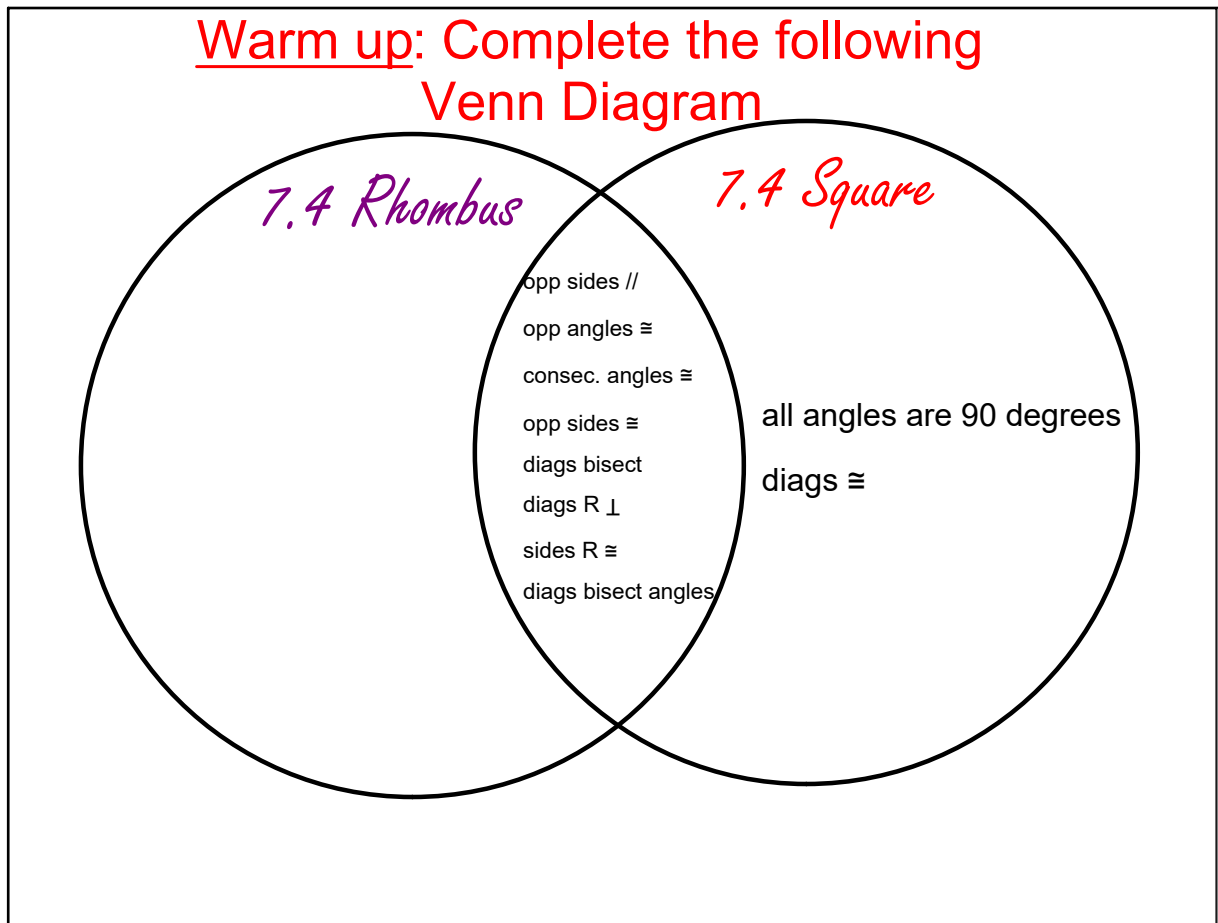 Warm up: Complete the following
Venn Diagram
7.4 Rhombus
7.4 Square
opp sides //
opp angles ≅
consec. angles ≅
opp sides ≅
diags bisect
diags R ⊥
sides R ≅
diags bisect angles
all angles are 90 degrees
diags ≅